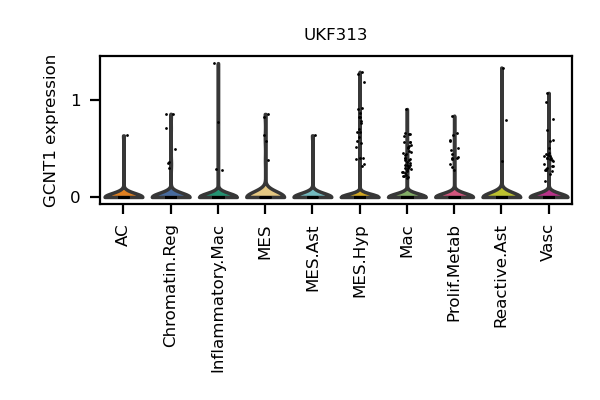 UKF313
GCNT1 expression
1
0
AC
Chromatin.Reg
Inflammatory.Mac
MES
MES.Ast
MES.Hyp
Mac
Prolif.Metab
Reactive.Ast
Vasc